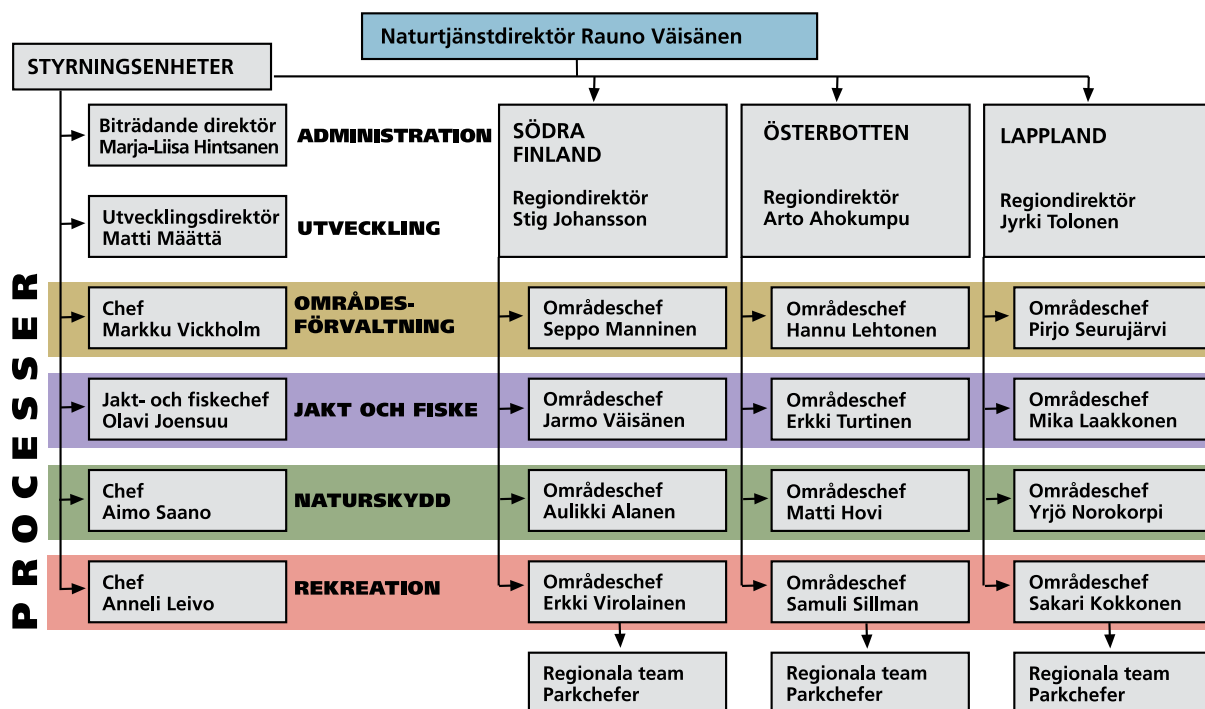 Naturtjänstdirektör Rauno Väisänen
STYRNINGSENHETER
Biträdande direktör
Marja-Liisa Hintsanen
ADMINISTRATION
Utvecklingsdirektör
Matti Määttä
UTVECKLING
SÖDRA
FINLAND
Regiondirektör
Stig Johansson
ÖSTERBOTTEN
Regiondirektör
Arto Ahokumpu
LAPPLAND
Regiondirektör
Jyrki Tolonen
PROCESSER
Chef
Markku Vickholm
OMRÅDES-
FÖRVALTNING
Områdeschef
Seppo Manninen
Områdeschef
Hannu Lehtonen
Områdeschef
Pirjo Seurujärvi
Jakt- och fiskechef
Olavi Joensuu
JAKT OCH FISKE
Områdeschef
Jarmo Väisänen
Områdeschef
Erkki Turtinen
Områdeschef
Mika Laakkonen
Chef
Aimo Saano
NATURSKYDD
Områdeschef
Aulikki Alanen
Områdeschef
Matti Hovi
Områdeschef
Yrjö Norokorpi
Chef
Anneli Leivo
REKREATION
Områdeschef
Erkki Virolainen
Områdeschef
Samuli Sillman
Områdeschef
Sakari Kokkonen
Regionala team
Parkchefer
Regionala team
Parkchefer
Regionala team
Parkchefer